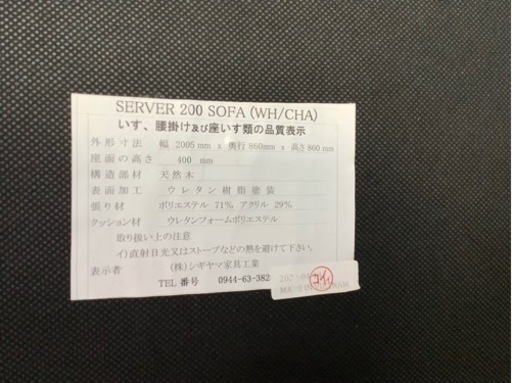 SERVER 200 SOFA (WH/CHA)
いす、腰掛け及び座いす類の品質表示
外形寸法 幅 2005 mm x 奥行 860mm x 高さ 860 mm
座面の高さ 400 mm
構造部材 天然木
表面加工 ウレタン樹脂塗装
張り材 ポリエステル 71% アクリル 29%
クッション材 ウレタンフォームポリエステル
取り扱い上の注意
イ)直射日光又はストーブなどの熱を避けて下さい。
表示者 (株)シギヤマ家具工業
TEL 番号 0944-63-382